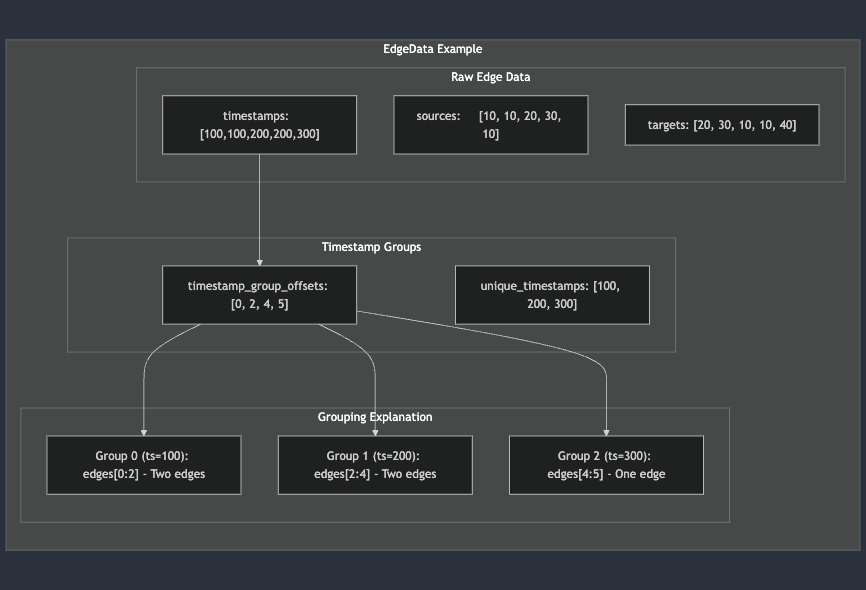 EdgeData Example
Raw Edge Data
timestamps:
[100,100,200,200,300]
sources: [10, 10, 20, 30,
10]
targets: [20, 30, 10, 10, 40]
Timestamp Groups
timestamp_group_offsets:
[0, 2, 4, 5]
unique_timestamps: [100,
200, 300]
Grouping Explanation
Group 0 (ts=100):
edges[0:2] - Two edges
Group 1 (ts=200):
edges[2:4] - Two edges
Group 2 (ts=300):
edges[4:5] - One edge